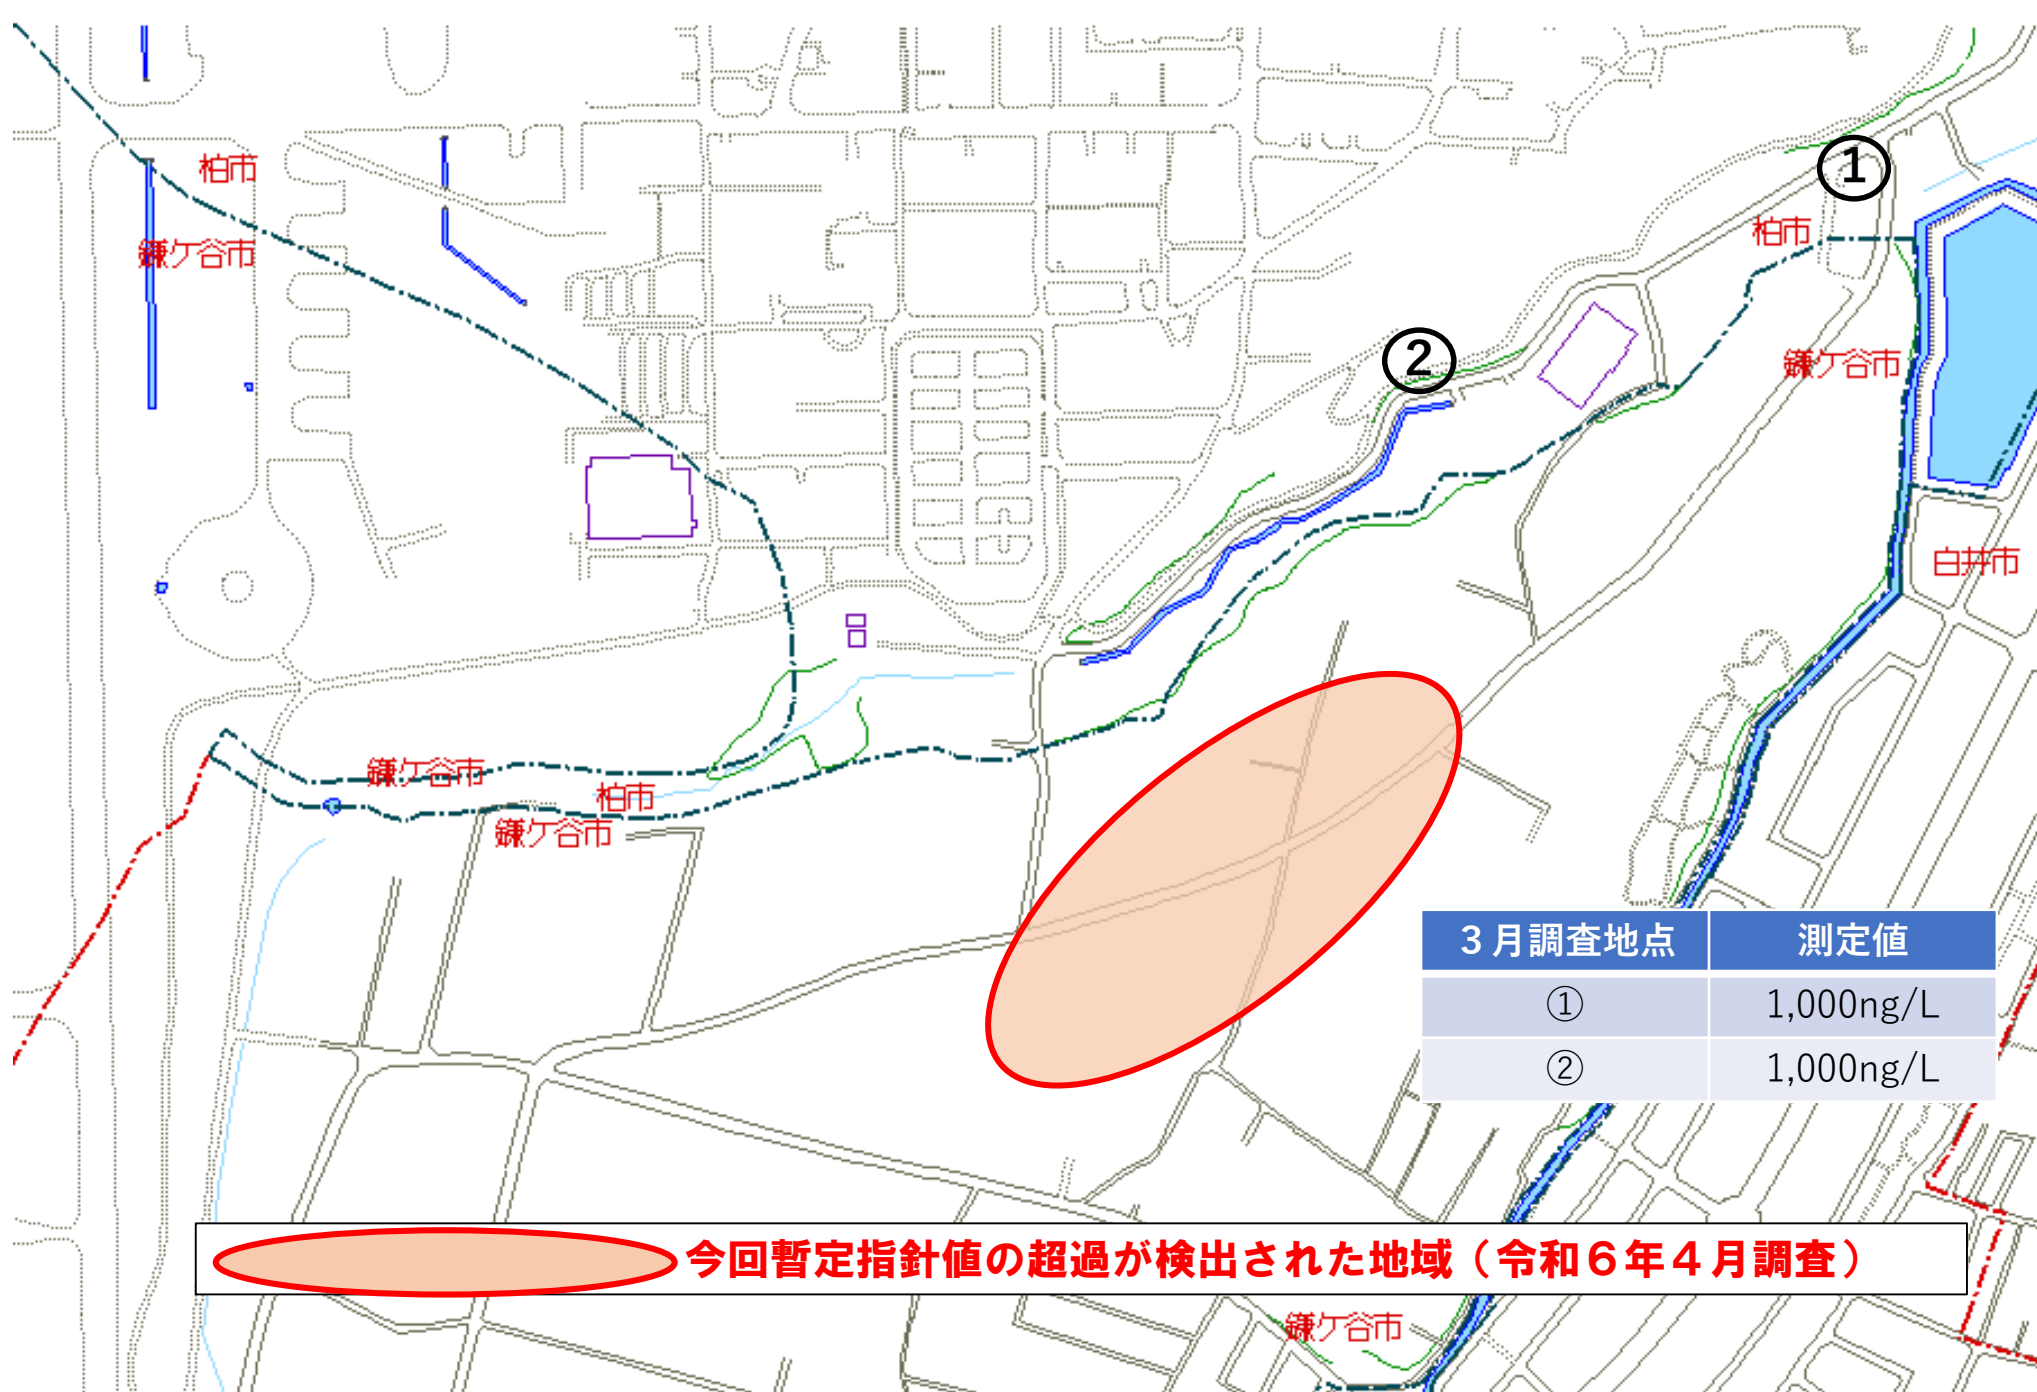 柏市
①
柏市
鎌ケ谷市
②
鎌ケ谷市
白井市
鎌ケ谷市
柏市
鎌ケ谷市
３月調査地点 測定値
① 1,000ng/L
② 1,000ng/L
今回暫定指針値の超過が検出された地域（令和６年４月調査）
鎌ケ谷市